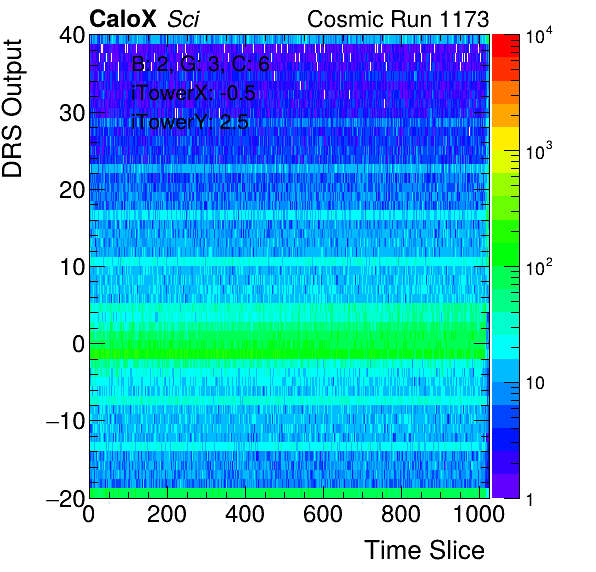 CaloX Sci Cosmic Run 1173
DRS Output
B: 2, G: 3, C: 6
iTowerX: -0.5
iTowerY: 2.5
40
30
20
10
0
−10
−20
0 200 400 600 800 1000
Time Slice
10⁴
10³
10²
10
1